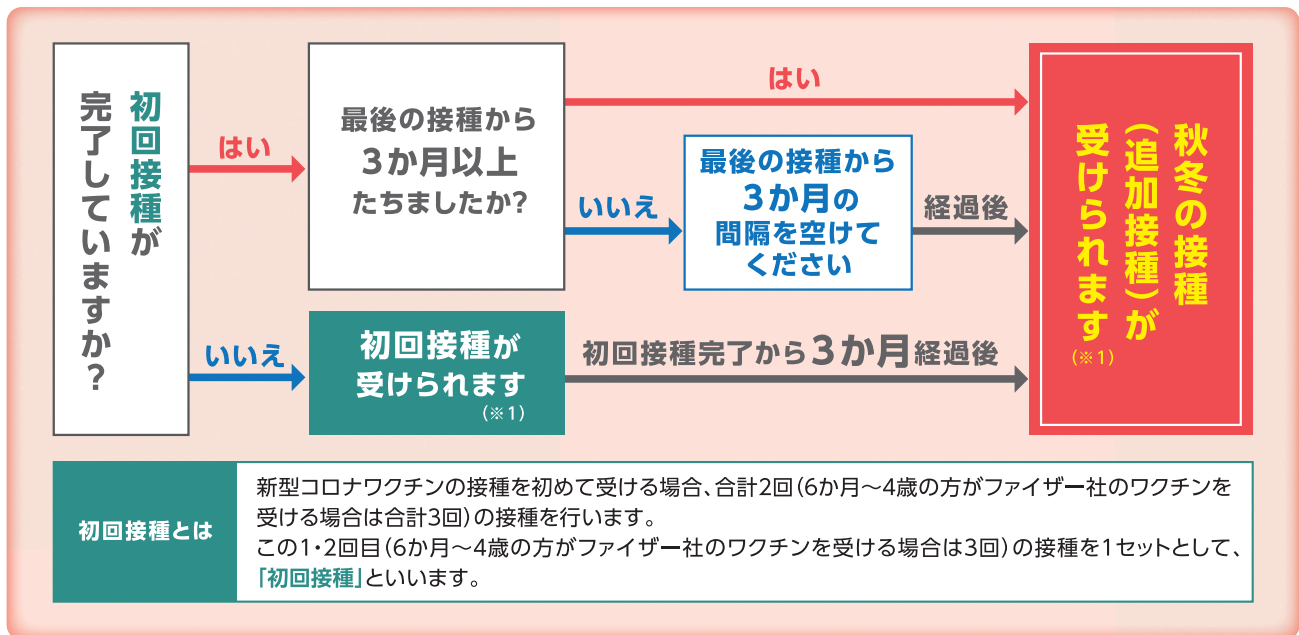 初回接種が
完了していますか？
はい
最後の接種から
3か月以上
たちましたか?
はい
いいえ
最後の接種から
3か月の
間隔を空けて
ください
経過後
いいえ
初回接種が
受けられます
(※1)
初回接種完了から3か月経過後
秋冬の接種
(追加接種)が
受けられます
(※1)
初回接種とは
新型コロナワクチンの接種を初めて受ける場合、合計2回(6か月〜4歳の方がファイザー社のワクチンを
受ける場合は合計3回)の接種を行います。
この1・2回目(6か月〜4歳の方がファイザー社のワクチンを受ける場合は3回)の接種を1セットとして、
「初回接種」といいます。